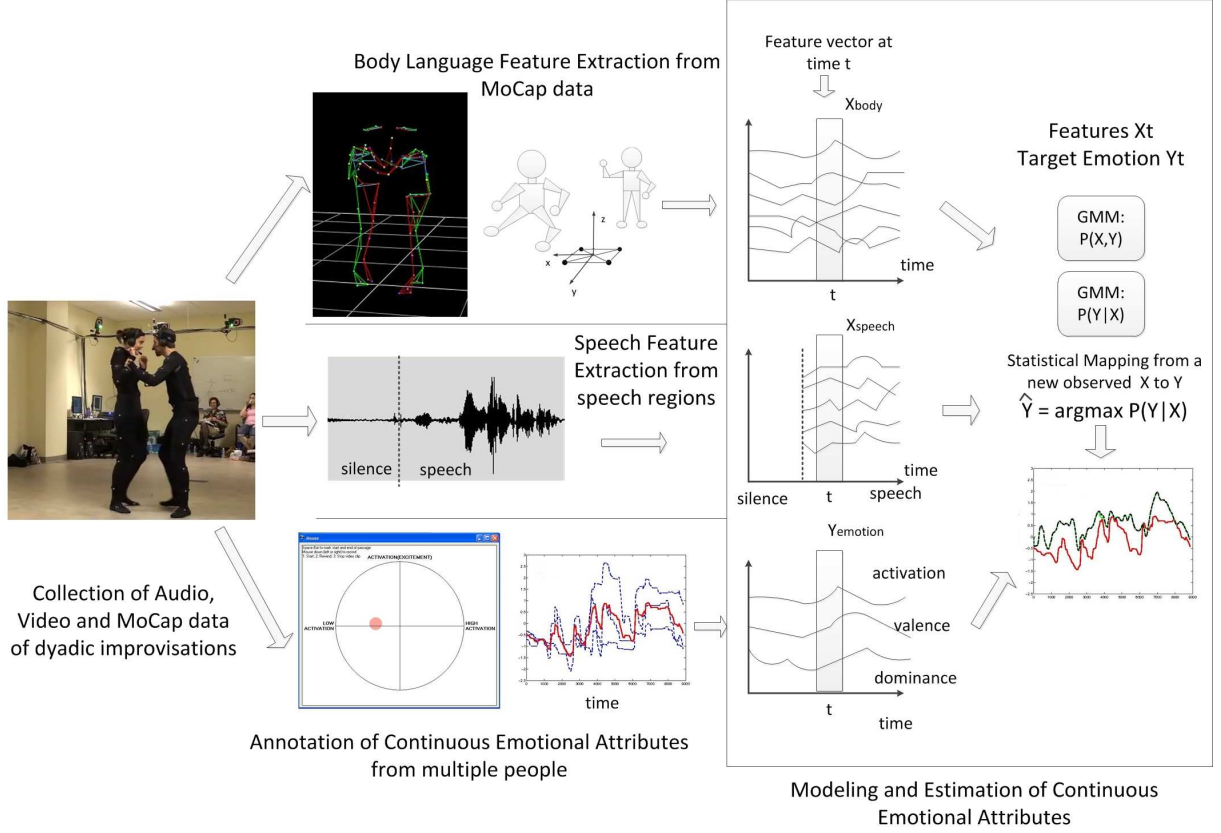 Body Language Feature Extraction from
MoCap data
z
x
y
Speech Feature
Extraction from
speech regions
silence
speech
Collection of Audio,
Video and MoCap data
of dyadic improvisations
ACTIVATION(EXCITEMENT)
LOW
ACTIVATION
HIGH
ACTIVATION
time
Annotation of Continuous Emotional Attributes
from multiple people
Feature vector at
time t
Xbody
time
t
Xspeech
time
silence
t
speech
Yemotion
activation
valence
dominance
t
time
Features Xt
Target Emotion Yt
GMM:
P(X,Y)
GMM:
P(Y|X)
Statistical Mapping from a
new observed X to Y
Ŷ = argmax P(Y|X)
Modeling and Estimation of Continuous
Emotional Attributes